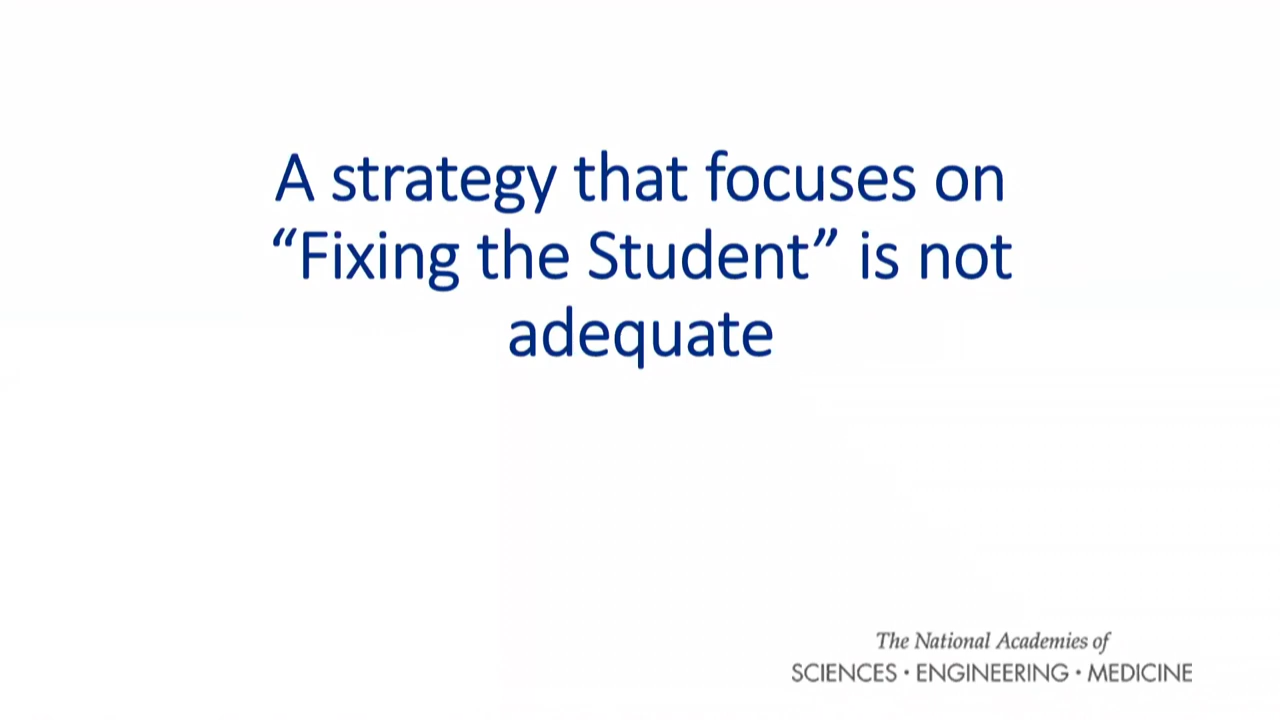 A strategy that focuses on
“Fixing the Student” is not
adequate
The National Academies of
SCIENCES • ENGINEERING • MEDICINE